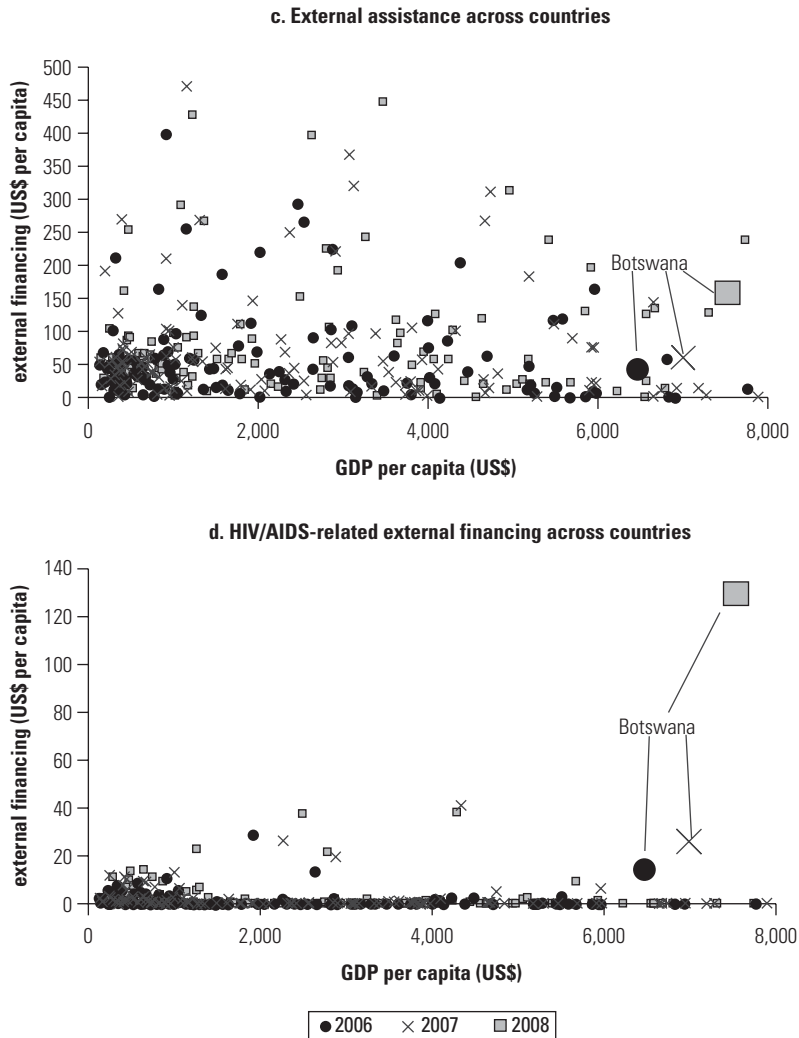 c. External assistance across countries
external financing (US$ per capita)
500
450
400
350
300
250
200
150
100
50
0
Botswana
0 2,000 4,000 6,000 8,000
GDP per capita (US$)
d. HIV/AIDS-related external financing across countries
external financing (US$ per capita)
140
120
100
80
60
40
20
0
Botswana
0 2,000 4,000 6,000 8,000
GDP per capita (US$)
2006 2007 2008